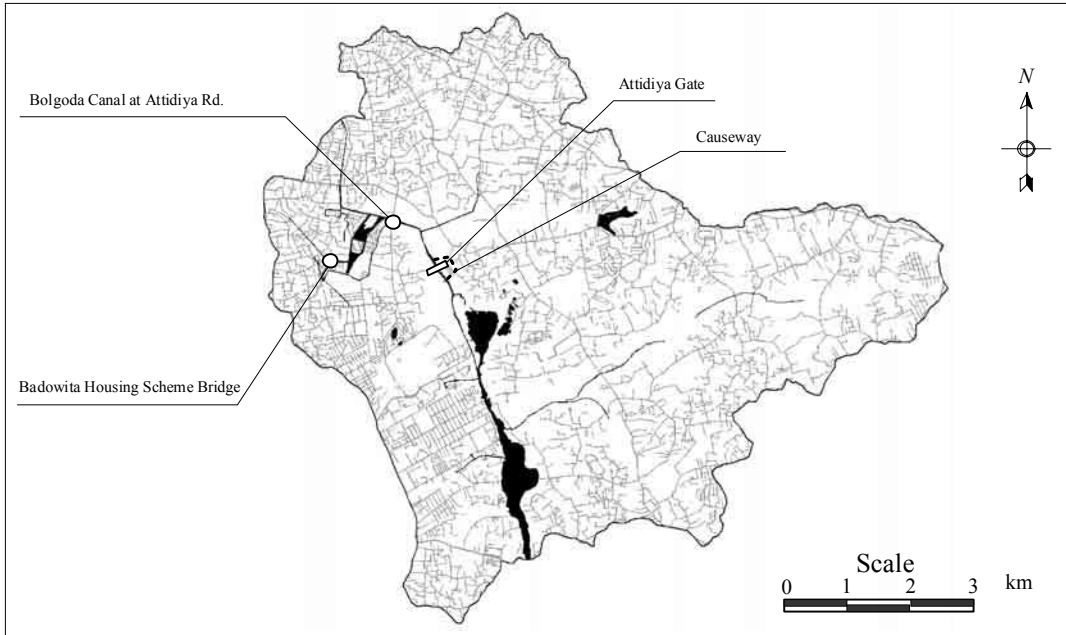 Attidiya Gate
Bolgoda Canal at Attidiya Rd.
Causeway
N
Badowita Housing Scheme Bridge
Scale
0 1 2 3 km